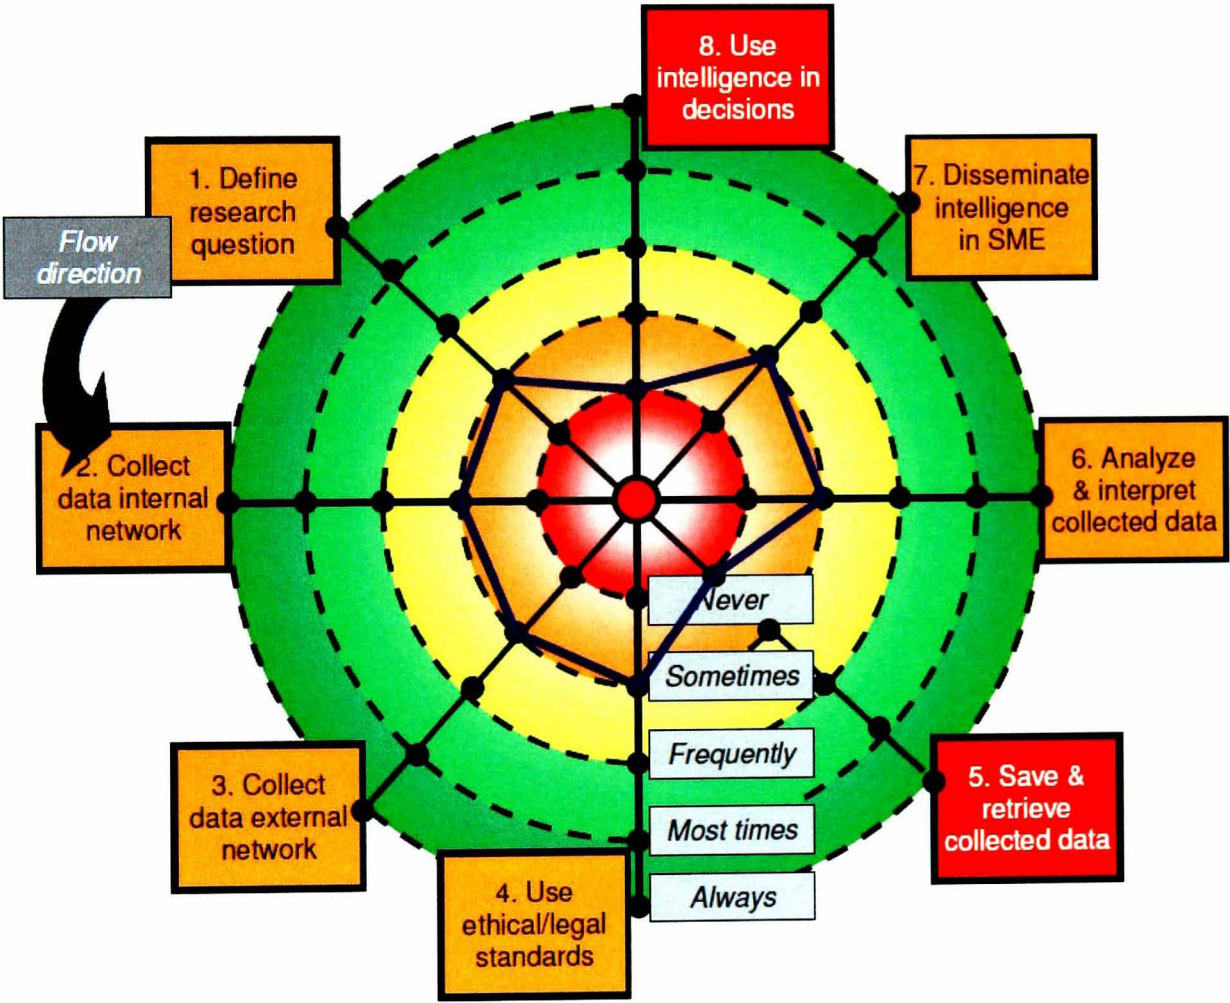 8. Use
intelligence in
decisions
1. Define
research
question
7. Disseminate
intelligence
in SME
Flow
direction
2. Collect
data internal
network
6. Analyze
& interpret
collected data
Never
Sometimes
Frequently
Most times
Always
3. Collect
data external
network
5. Save &
retrieve
collected data
4. Use
ethical/legal
standards